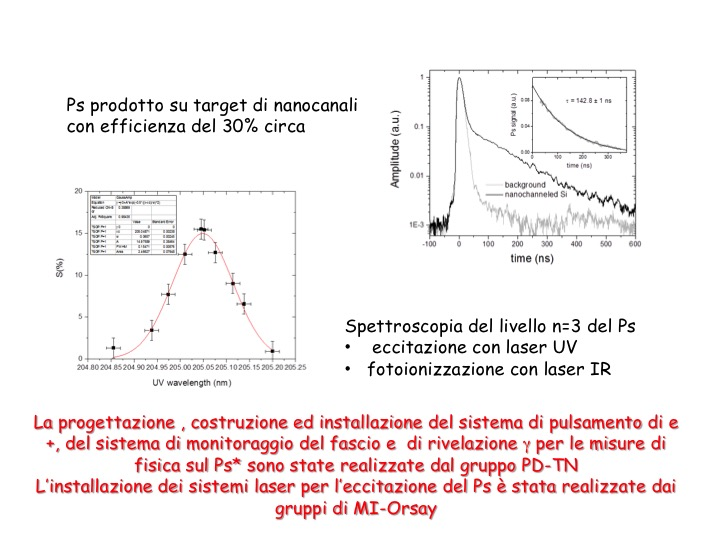 Ps prodotto su target di nanocanali
con efficienza del 30% circa
Amplitude (a.u.)
1
0.1
0.01
1E-3
-100 0 100 200 300 400 500 600
time (ns)
background
nanochanneled Si
Ps signal (a.u.)
0.08
0.04
0.00
0 100 200 300
time (ns)
τ = 142.8 ± 1 ns
S(%)
20
15
10
5
0
204.80 204.85 204.90 204.95 205.00 205.05 205.10 205.15 205.20 205.25
UV wavelength (nm)
Model
Equation
Value Standard Error
Spettroscopia del livello n=3 del Ps
• eccitazione con laser UV
• fotoionizzazione con laser IR
La progettazione , costruzione ed installazione del sistema di pulsamento di e
+, del sistema di monitoraggio del fascio e di rivelazione γ per le misure di
fisica sul Ps* sono state realizzate dal gruppo PD-TN
L'installazione dei sistemi laser per l'eccitazione del Ps è stata realizzate dai
gruppi di MI-Orsay